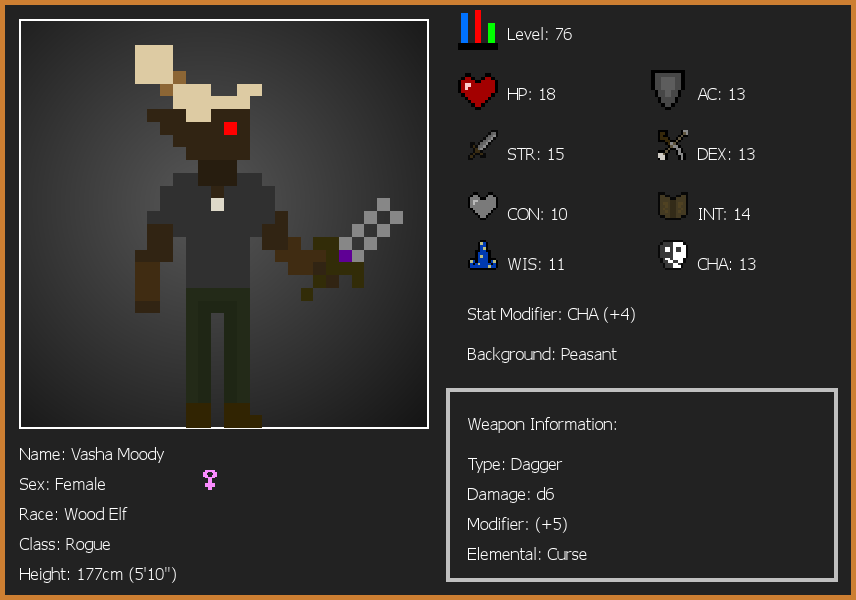 Level: 76
HP: 18
AC: 13
STR: 15
DEX: 13
CON: 10
INT: 14
WIS: 11
CHA: 13
Stat Modifier: CHA (+4)
Background: Peasant
Weapon Information:
Type: Dagger
Damage: d6
Modifier: (+5)
Elemental: Curse
Name: Vasha Moody
Sex: Female
Race: Wood Elf
Class: Rogue
Height: 177cm (5'10")